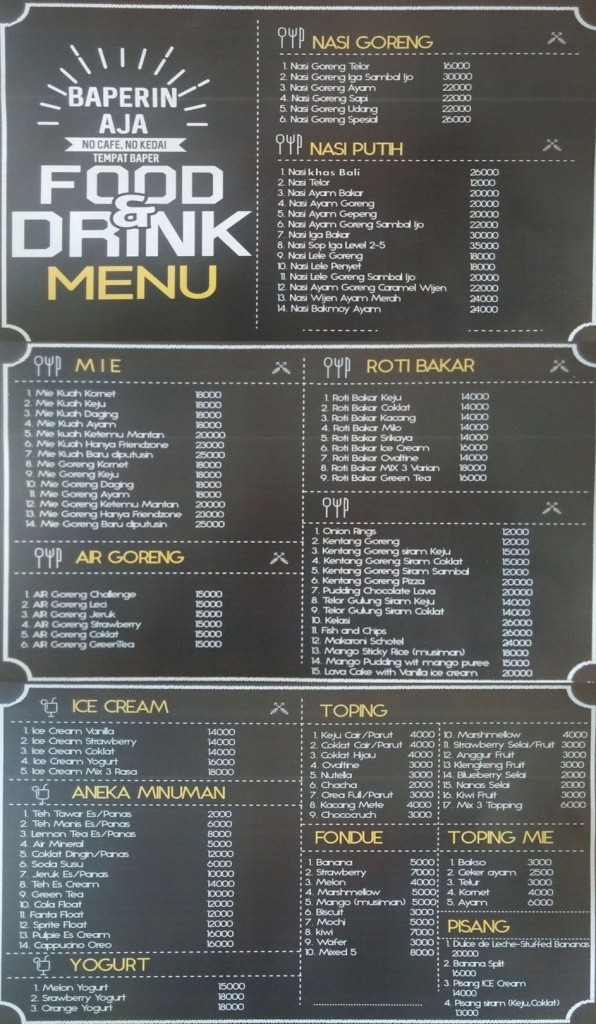 BAPERIN
AJA
NO CAFE, NO KEDAI
TEMPAT BAPER
FOOD
&
DRINK
MENU
NASI GORENG
1. Nasi Goreng Telor 16000
2. Nasi Goreng Iga Sambal Ijo 30000
3. Nasi Goreng Ayam 22000
4. Nasi Goreng Sapi 22000
5. Nasi Goreng Udang 22000
6. Nasi Goreng Spesial 26000
NASI PUTIH
1. Nasi khas Bali 26000
2. Nasi Telor 12000
3. Nasi Ayam Bakar 20000
4. Nasi Ayam Goreng 20000
5. Nasi Ayam Gepeng 20000
6. Nasi Ayam Goreng Sambal Ijo 22000
7. Nasi Iga Bakar 30000
8. Nasi Sop Iga Level 2-5 35000
9. Nasi Lele Goreng 18000
10. Nasi Lele Penyet 18000
11. Nasi Lele Goreng Sambal Ijo 20000
12. Nasi Ayam Goreng Caramel Wijen 22000
13. Nasi Wijen Ayam Merah 24000
14. Nasi Bakmoy Ayam 24000
MIE
1. Mie Kuah Kornet 18000
2. Mie Kuah Keju 18000
3. Mie Kuah Daging 18000
4. Mie Kuah Ayam 18000
5. Mie kuah Ketemu Mantan 20000
6. Mie Kuah Hanya Friendzone 23000
7. Mie Kuah Baru diputusin 25000
8. Mie Goreng Kornet 18000
9. Mie Goreng Keju 18000
10. Mie Goreng Daging 18000
11. Mie Goreng Ayam 18000
12. Mie Goreng Ketemu Mantan 20000
13. Mie Goreng Hanya Friendzone 23000
14. Mie Goreng Baru diputusin 25000
AIR GORENG
1. AIR Goreng Challenge 15000
2. AIR Goreng Leci 15000
3. AIR Goreng Jeruk 15000
4. AIR Goreng Strawberry 15000
5. AIR Goreng Coklat 15000
6. AIR Goreng GreenTea 15000
ROTI BAKAR
1. Roti Bakar Keju 14000
2. Roti Bakar Coklat 14000
3. Roti Bakar Kacang 14000
4. Roti Bakar Milo 14000
5. Roti Bakar Srikaya 14000
6. Roti Bakar Ice Cream 16000
7. Roti Bakar Ovaltine 14000
8. Roti Bakar MIX 3 Varian 18000
9. Roti Bakar Green Tea 16000
1. Onion Rings 12000
2. Kentang Goreng 12000
3. Kentang Goreng siram Keju 15000
4. Kentang Goreng Siram Coklat 15000
5. Kentang Goreng Siram Sambal 12000
6. Kentang Goreng Pizza 20000
7. Pudding Chocolate Lava 20000
8. Telor Gulung Siram Keju 14000
9. Telor Gulung Siram Coklat 14000
10. Kelasi 26000
11. Fish and Chips 26000
12. Makaroni Schotel 24000
13. Mango Sticky Rice (musiman) 18000
14. Mango Pudding wit mango puree 15000
15. Lava Cake with Vanilla ice cream 20000
ICE CREAM
1. Ice Cream Vanilla 14000
2. Ice Cream Strawberry 14000
3. Ice Cream Coklat 14000
4. Ice Cream Yogurt 16000
5. Ice Cream Mix 3 Rasa 18000
ANEKA MINUMAN
1. Teh Tawar Es/Panas 2000
2. Teh Manis Es/Panas 6000
3. Lemon Tea Es/Panas 8000
4. Air Mineral 5000
5. Coklat Dingin/Panas 12000
6. Soda Susu 6000
7. Jeruk Es/Panas 10000
8. Teh Es Cream 14000
9. Green Tea 10000
10. Cola Float 12000
11. Fanta Float 12000
12. Sprite Float 12000
13. Pulpie Es Cream 16000
14. Cappucino Oreo 16000
YOGURT
1. Melon Yogurt 15000
2. Srawberry Yogurt 18000
3. Orange Yogurt 18000
TOPING
1. Keju Cair/Parut 4000
2. Coklat Cair/Parut 4000
3. Coklat Hijau 4000
4. Ovaltine 3000
5. Nutella 3000
6. Chacha 2000
7. Orea Full/Parut 3000
8. Kacang Mete 4000
9. Chococruch 3000
10. Marshmellow 4000
11. Strawberry Selai/Fruit 3000
12. Anggur Fruit 3000
13. Klengkeng Fruit 3000
14. Blueberry Selai 2000
15. Nanas Selai 2000
16. Kiwi Fruit 3000
17. Mix 3 Topping 6000
FONDUE
1. Banana 5000
2. Strawberry 7000
3. Melon 4000
4. Marshmellow 5000
5. Mango (musiman) 5000
6. Biscuit 3000
7. Mochi 5000
8. kiwi 7000
9. Wafer 3000
10. Mixed 5 8000
TOPING MIE
1. Bakso 3000
2. Ceker ayam 2500
3. Telur 3000
4. Kornet 4000
5. Ayam 6000
PISANG
1. Dulce de Leche-Stuffed Bananas
20000
2. Banana Split
16000
3. Pisang ICE Cream
14000
4. Pisang siram (Keju,Coklat)
13000